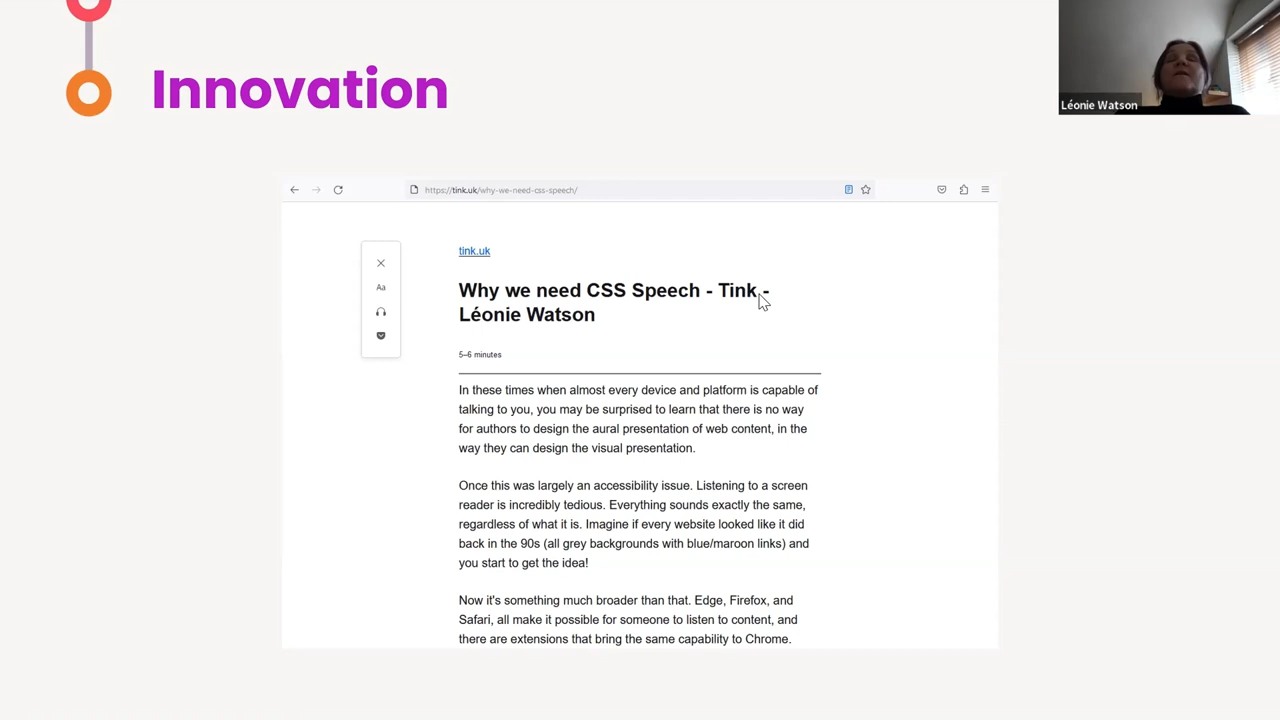 Innovation
Léonie Watson
https://tink.uk/why-we-need-css-speech/
tink.uk
Why we need CSS Speech - Tink -
Léonie Watson
Aa
5–6 minutes
In these times when almost every device and platform is capable of
talking to you, you may be surprised to learn that there is no way
for authors to design the aural presentation of web content, in the
way they can design the visual presentation.
Once this was largely an accessibility issue. Listening to a screen
reader is incredibly tedious. Everything sounds exactly the same,
regardless of what it is. Imagine if every website looked like it did
back in the 90s (all grey backgrounds with blue/maroon links) and
you start to get the idea!
Now it's something much broader than that. Edge, Firefox, and
Safari, all make it possible for someone to listen to content, and
there are extensions that bring the same capability to Chrome.